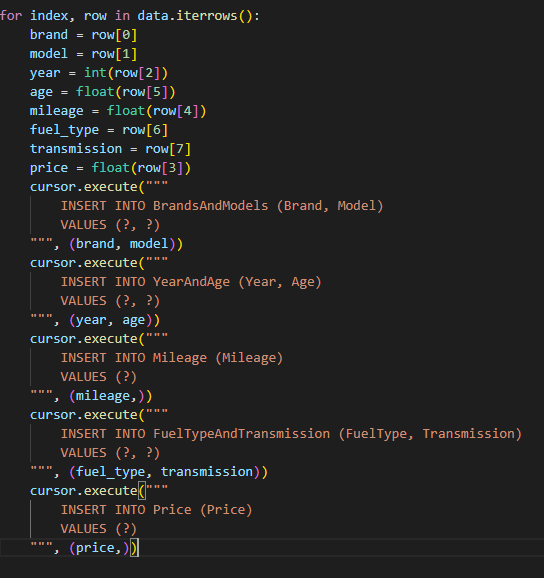 for index, row in data.iterrows():
    brand = row[0]
    model = row[1]
    year = int(row[2])
    age = float(row[5])
    mileage = float(row[4])
    fuel_type = row[6]
    transmission = row[7]
    price = float(row[3])
    cursor.execute("""
        INSERT INTO BrandsAndModels (Brand, Model)
        VALUES (?, ?)
    """, (brand, model))
    cursor.execute("""
        INSERT INTO YearAndAge (Year, Age)
        VALUES (?, ?)
    """, (year, age))
    cursor.execute("""
        INSERT INTO Mileage (Mileage)
        VALUES (?)
    """, (mileage,))
    cursor.execute("""
        INSERT INTO FuelTypeAndTransmission (FuelType, Transmission)
        VALUES (?, ?)
    """, (fuel_type, transmission))
    cursor.execute("""
        INSERT INTO Price (Price)
        VALUES (?)
    """, (price,))